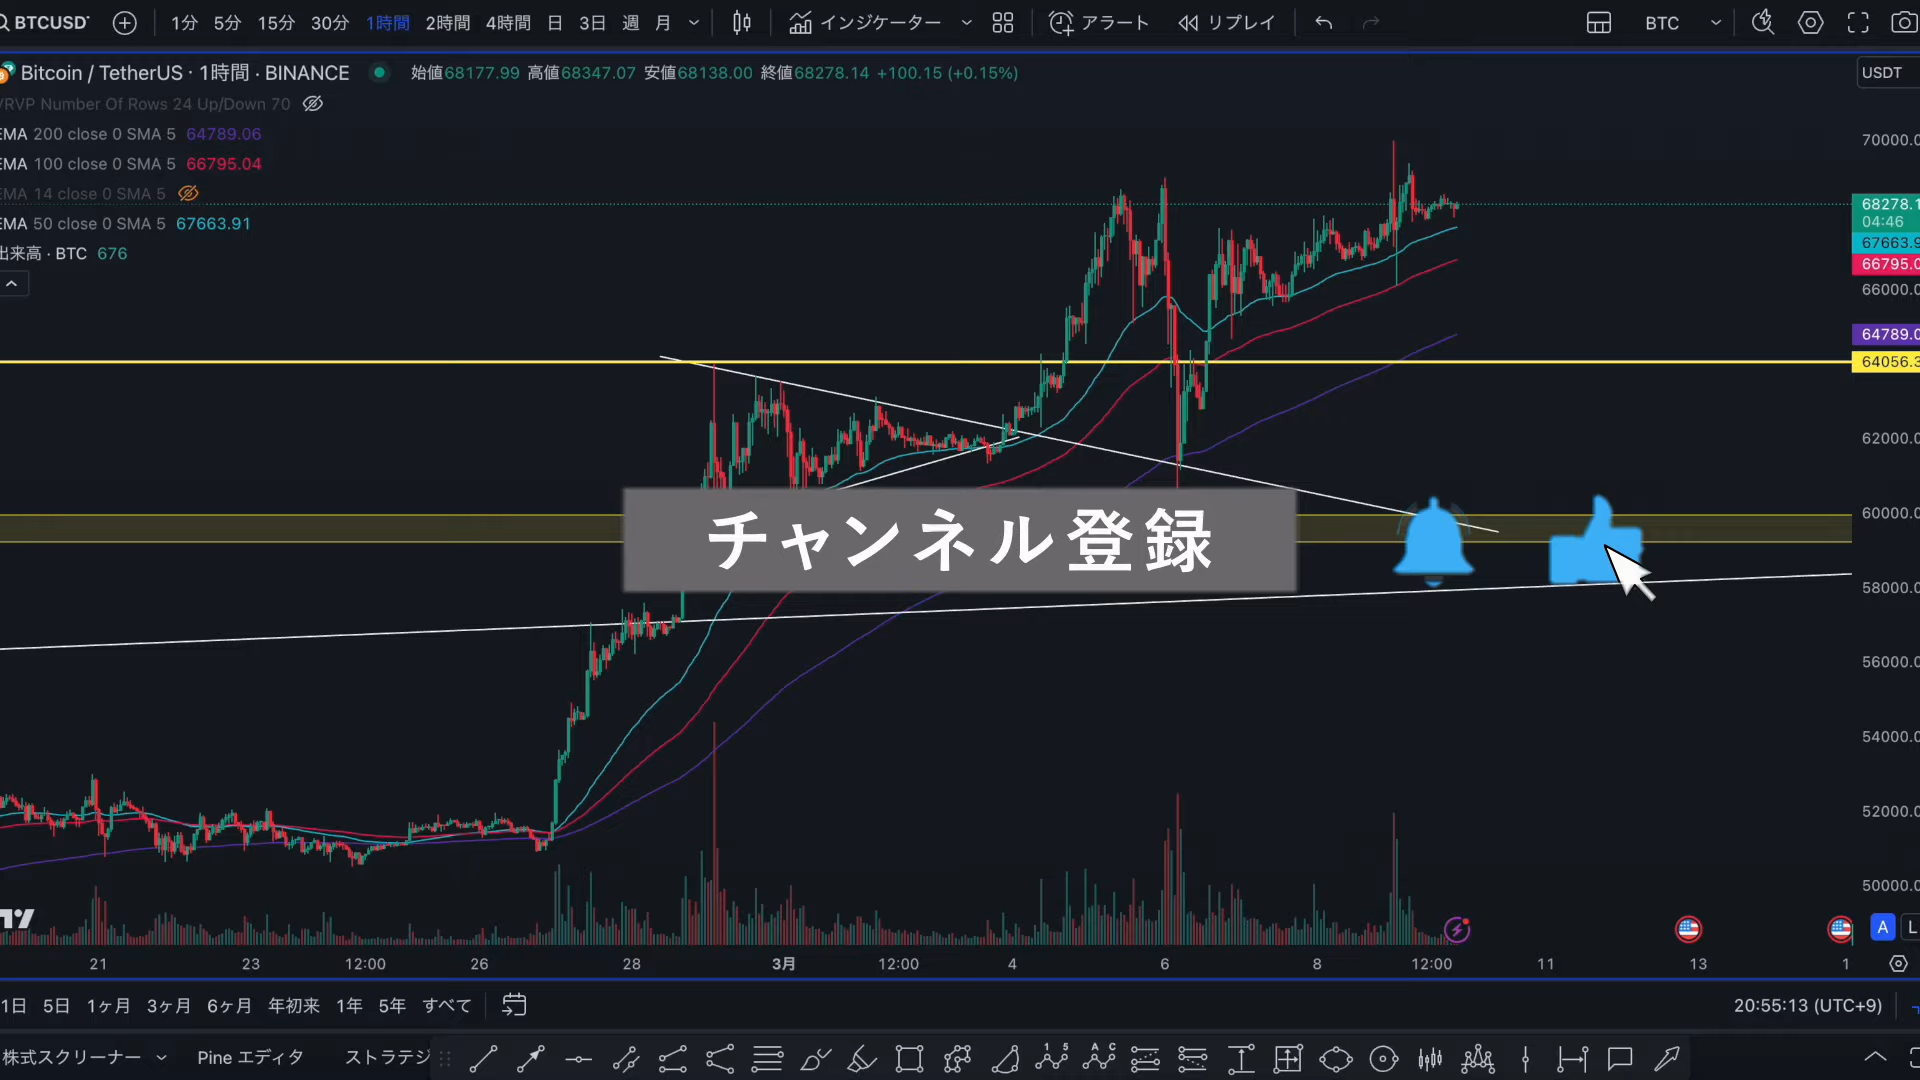 BTCUSD 1分 5分 15分 30分 1時間 2時間 4時間 日 3日 週 月 インジケーター アラート リプレイ BTC
Bitcoin / TetherUS · 1時間 · BINANCE 始値68177.99 高値68347.07 安値68138.00 終値68278.14 +100.15 (+0.15%) USDT
VRVP Number Of Rows 24 Up/Down 70
EMA 200 close 0 SMA 5 64789.06
70000.0
EMA 100 close 0 SMA 5 66795.04
EMA 14 close 0 SMA 5
68278.1
04:46
EMA 50 close 0 SMA 5 67663.91
67663.9
出来高 · BTC 676
66795.0
66000.0
64789.0
64056.3
62000.0
60000.0
チャンネル登録
58000.0
56000.0
54000.0
52000.0
50000.0
A L
21 23 12:00 26 28 3月 12:00 4 6 8 12:00 11 13 1
1日 5日 1ヶ月 3ヶ月 6ヶ月 年初来 1年 5年 すべて 20:55:13 (UTC+9)
株式スクリーナー Pine エディタ ストラテジ